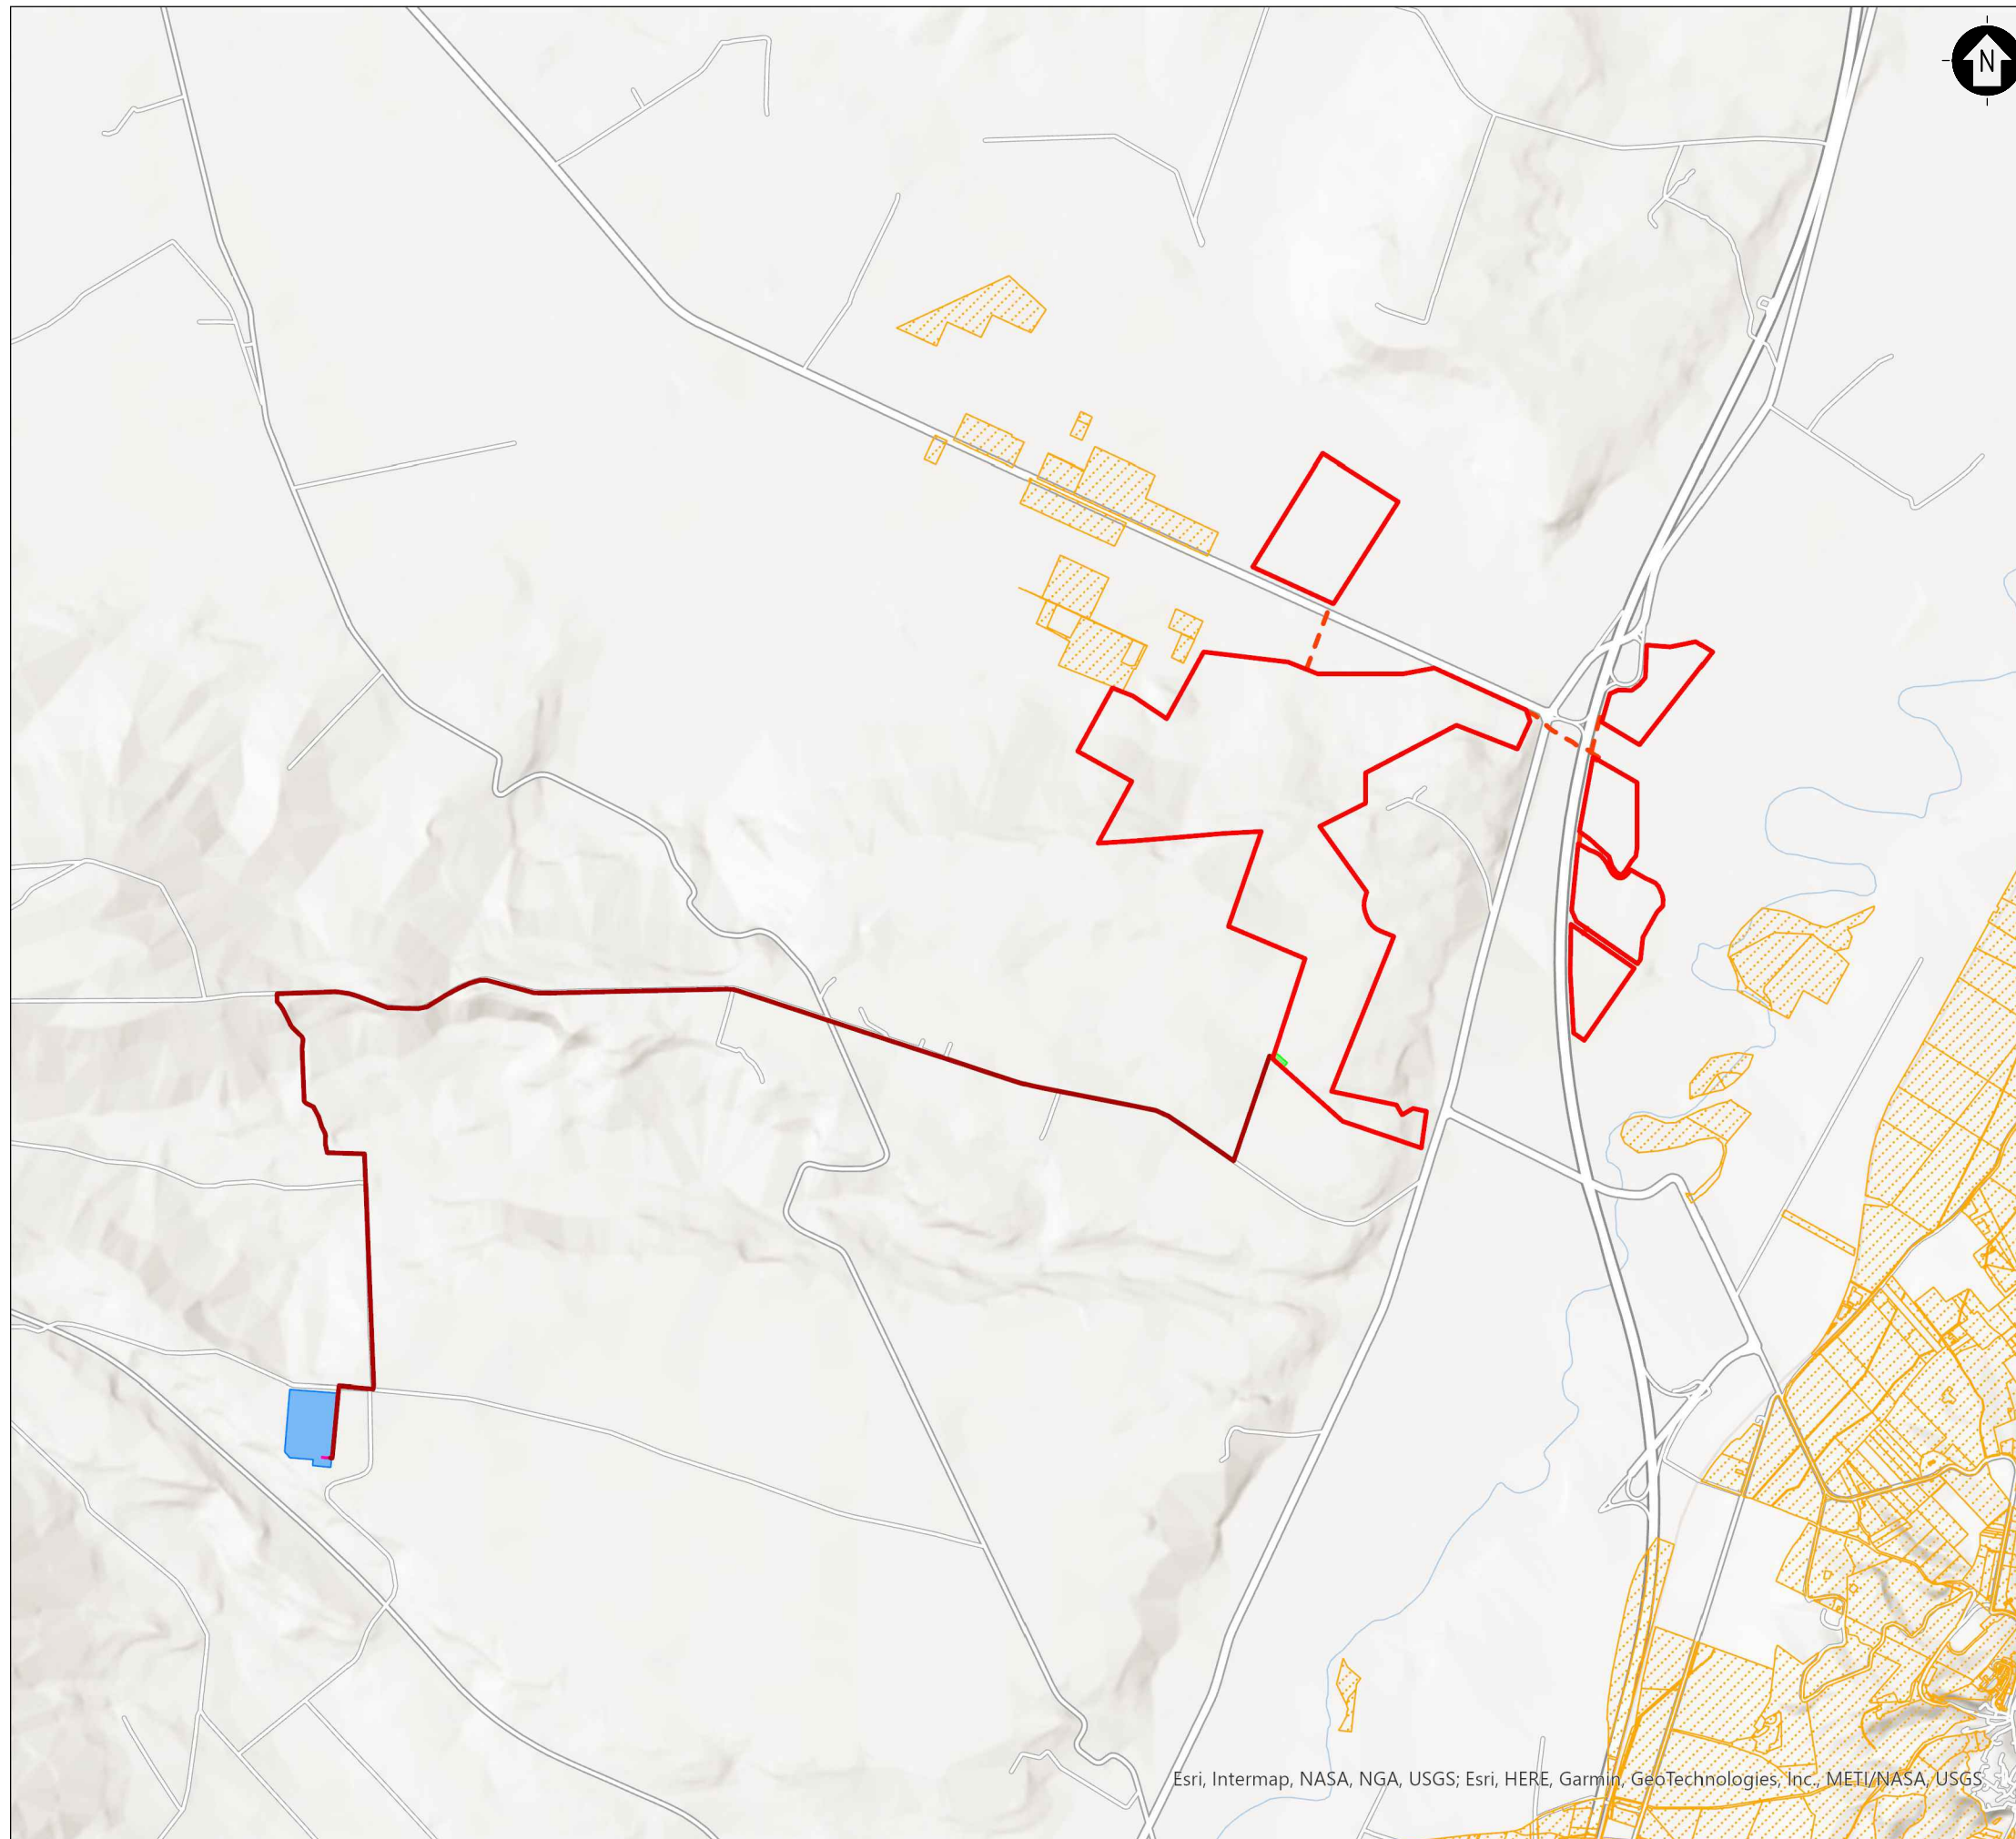 N
Esri, Intermap, NASA, NGA, USGS; Esri, HERE, Garmin, GeoTechnologies, Inc., METI/NASA, USGS